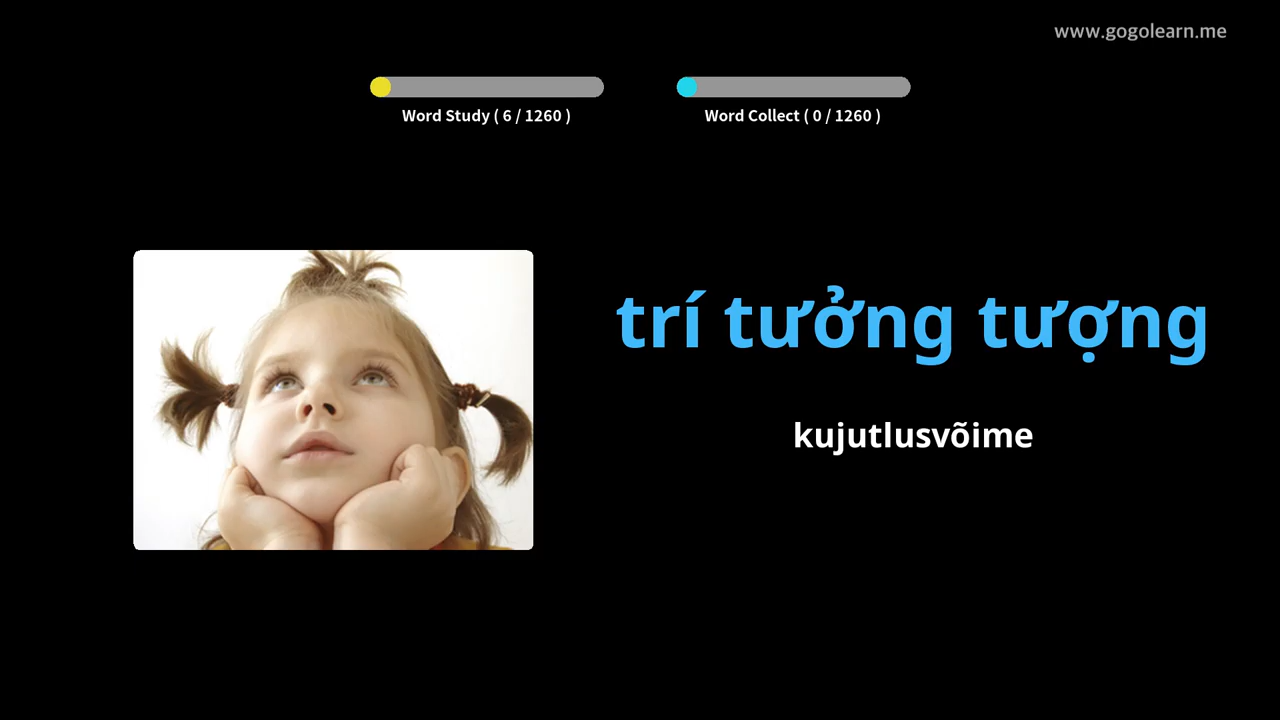 www.gogolearn.me
Word Study ( 6 / 1260 )
Word Collect ( 0 / 1260 )
trí tưởng tượng
kujutlusvõime